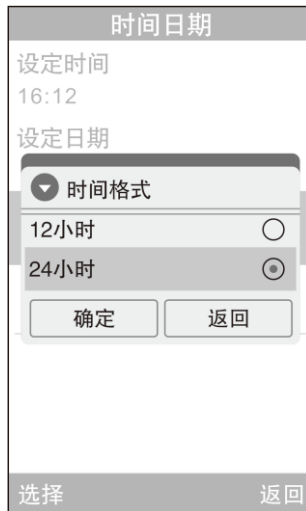 时间日期
设定时间
16:12
设定日期
时间格式
12小时
24小时
确定 返回
选择 返回